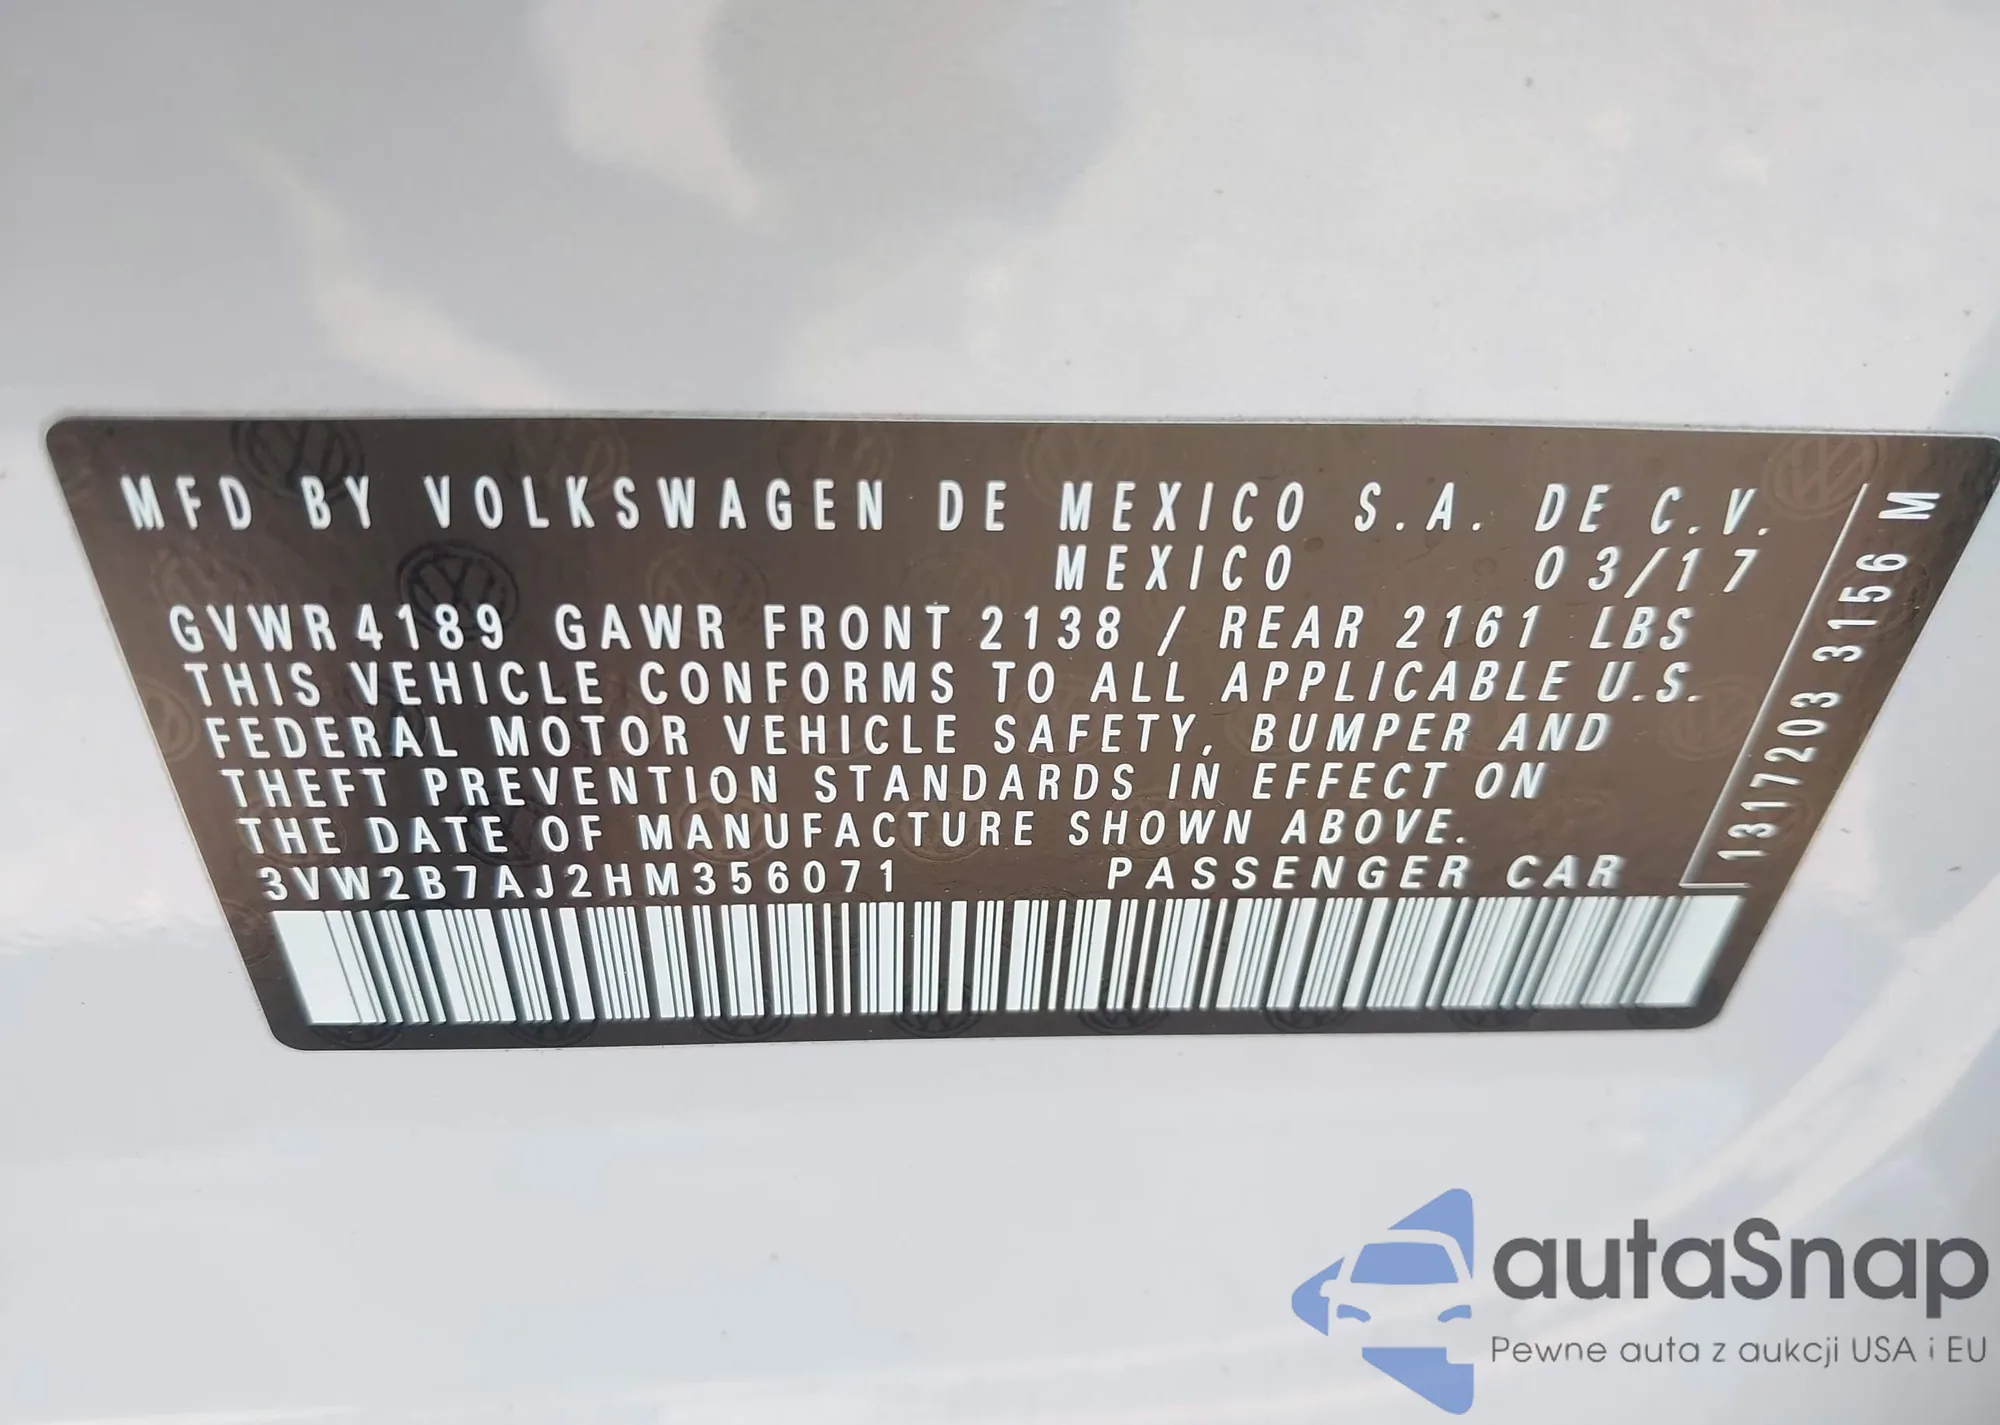 MFD BY VOLKSWAGEN DE MEXICO S.A. DE C.V.
MEXICO 03/17
GVWR 4189 GAWR FRONT 2138 / REAR 2161 LBS
THIS VEHICLE CONFORMS TO ALL APPLICABLE U.S.
FEDERAL MOTOR VEHICLE SAFETY, BUMPER AND
THEFT PREVENTION STANDARDS IN EFFECT ON
THE DATE OF MANUFACTURE SHOWN ABOVE.
3VW2B7AJ2HM356071 PASSENGER CAR
1317203 3156 M
autaSnap
Pewne auta z aukcji USA i EU